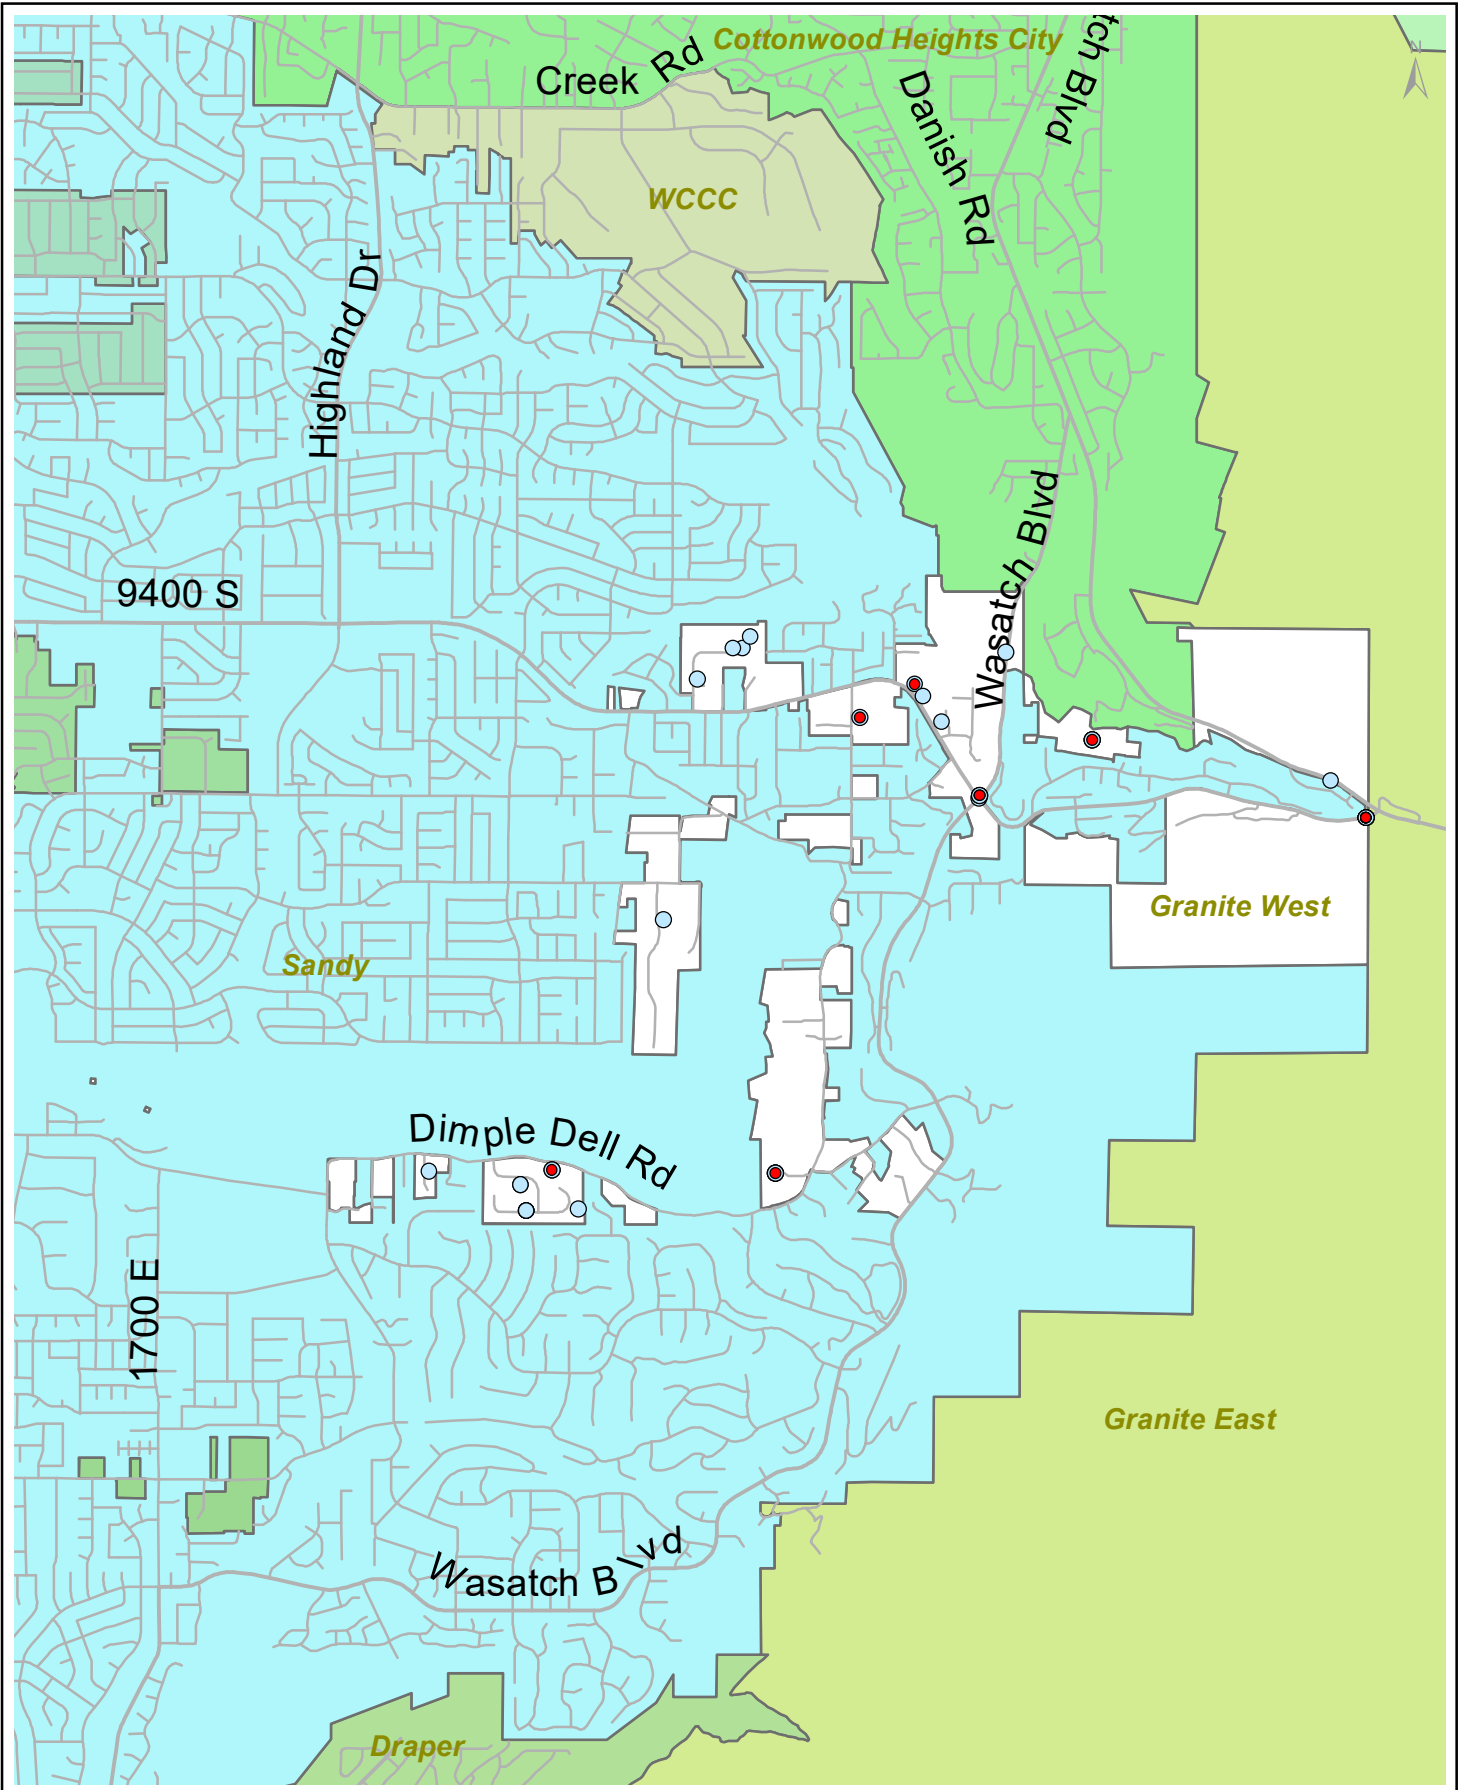 Cottonwood Heights City
tch Blvd
Creek Rd
Danish Rd
WCCC
Highland Dr
Wasatch Blvd
9400 S
Granite West
Sandy
Dimple Dell Rd
1700 E
Granite East
Wasatch Blvd
Draper